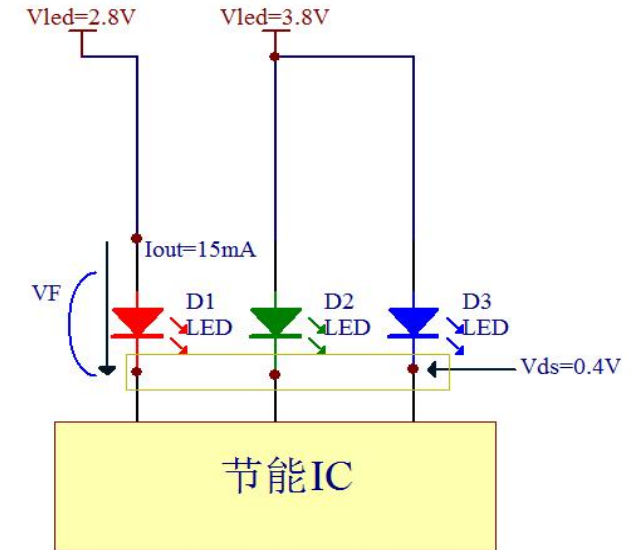 Vled=2.8V
Vled=3.8V
Iout=15mA
VF
D1
LED
D2
LED
D3
LED
Vds=0.4V
节能IC